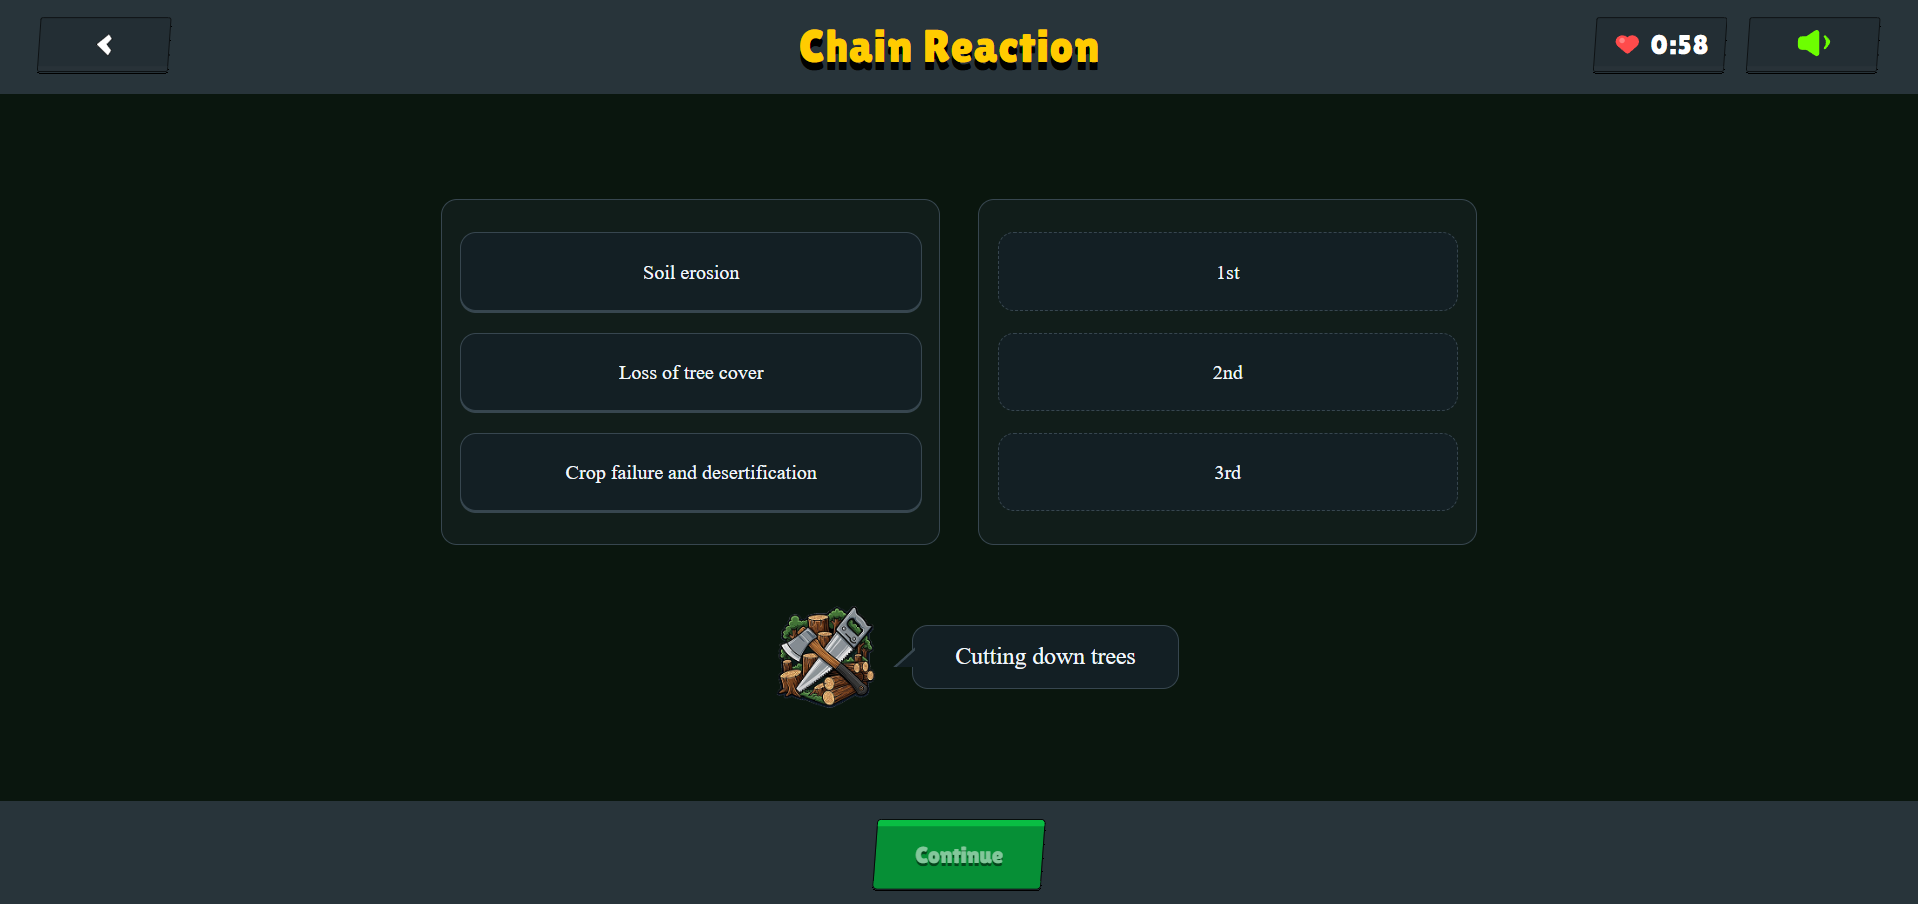 Chain Reaction
0:58
Soil erosion
Loss of tree cover
Crop failure and desertification
1st
2nd
3rd
Cutting down trees
Continue